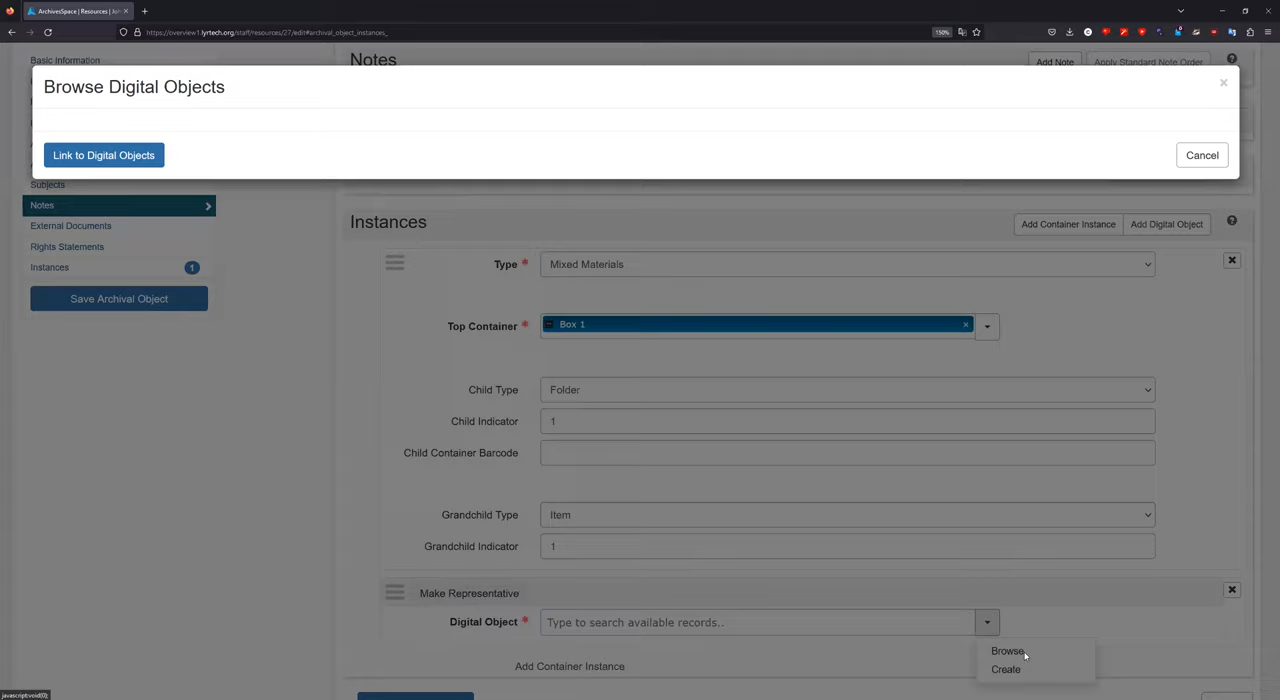 ArchivesSpace | Resources | Joh
https://overview1.lyrtech.org/staff/resources/27/edit#archival_object_instances_
150%
Basic Information
Notes
Add Note
Apply Standard Note Order
Browse Digital Objects
×
Link to Digital Objects
Cancel
Subjects
Notes
External Documents
Rights Statements
Instances 1
Save Archival Object
Instances
Add Container Instance
Add Digital Object
Type *
Mixed Materials
Top Container *
Box 1
Child Type
Folder
Child Indicator
1
Child Container Barcode
Grandchild Type
Item
Grandchild Indicator
1
Make Representative
Digital Object *
Type to search available records..
Browse
Create
Add Container Instance
javascript:void(0);